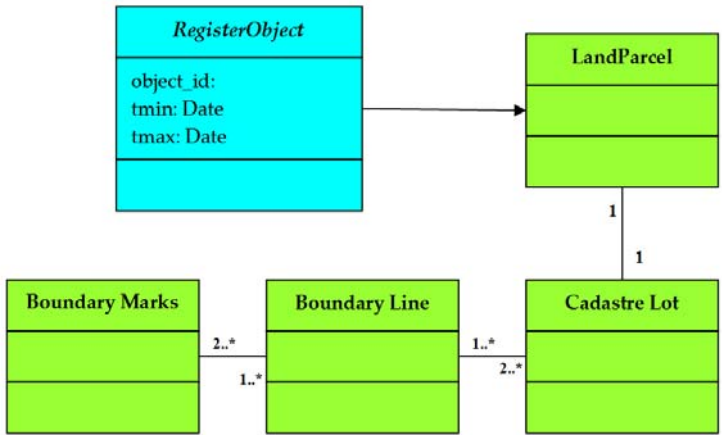 RegisterObject
object_id:
tmin: Date
tmax: Date
LandParcel
1
1
Boundary Marks
2..*
1..*
Boundary Line
1..*
2..*
Cadastre Lot